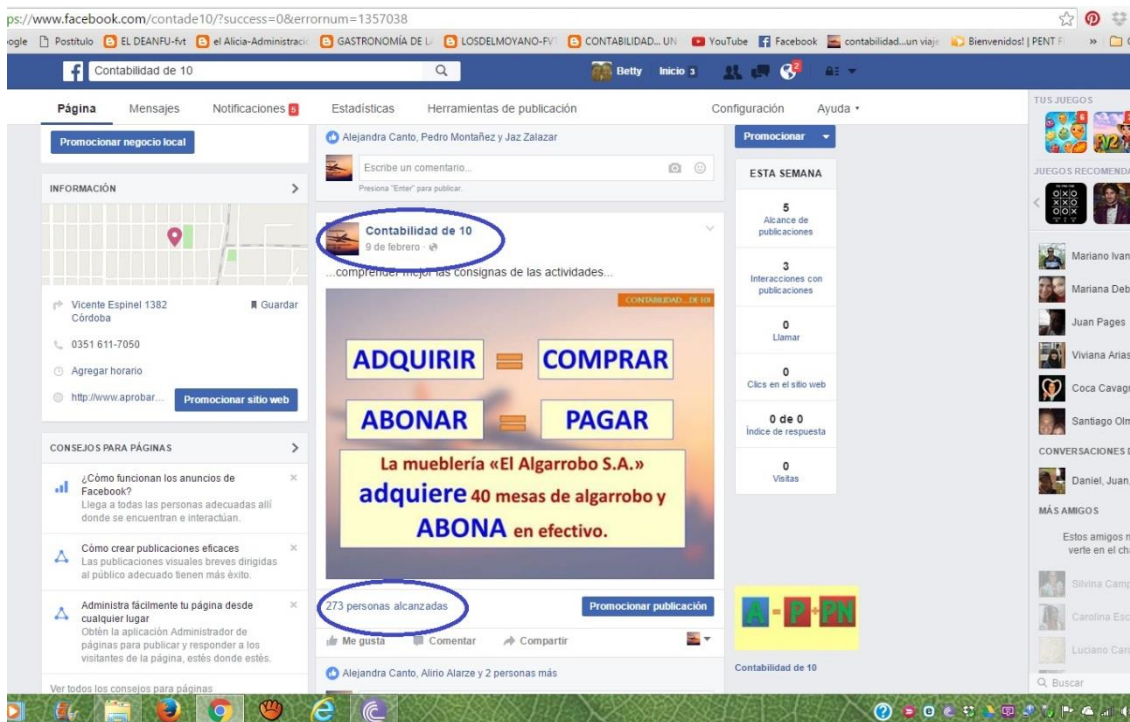 ps://www.facebook.com/contade10/?success=0&errornum=1357038
Postítulo EL DEANFU-fvt el Alicia-Administraci GASTRONOMÍA DE L LOSDELMOYANO-FVT CONTABILIDAD... UN YouTube Facebook contabilidad...un viaje Bienvenidos! | PENT F »
Contabilidad de 10
Betty Inicio 3 2
Página Mensajes Notificaciones 5 Estadísticas Herramientas de publicación Configuración Ayuda
Promocionar negocio local
INFORMACIÓN
Vicente Espinel 1382
Córdoba
Guardar
0351 611-7050
Agregar horario
http://www.aprobar...
Promocionar sitio web
CONSEJOS PARA PÁGINAS
¿Cómo funcionan los anuncios de
Facebook?
Llega a todas las personas adecuadas allí
donde se encuentran e interactúan.
Cómo crear publicaciones eficaces
Las publicaciones visuales breves dirigidas
al público adecuado tienen más éxito.
Administra fácilmente tu página desde
cualquier lugar
Obtén la aplicación Administrador de
páginas para publicar y responder a los
visitantes de la página, estés donde estés.
Ver todos los consejos para páginas
Alejandra Canto, Pedro Montañez y Jaz Zalazar
Escribe un comentario...
Presiona "Enter" para publicar.
Contabilidad de 10
9 de febrero ·
...comprender mejor las consignas de las actividades...
CONTABILIDAD... DE 10!
ADQUIRIR = COMPRAR
ABONAR = PAGAR
La mueblería «El Algarrobo S.A.»
adquiere 40 mesas de algarrobo y
ABONA en efectivo.
273 personas alcanzadas
Promocionar publicación
Me gusta Comentar Compartir
Alejandra Canto, Alirio Alarze y 2 personas más
Promocionar
ESTA SEMANA
5
Alcance de
publicaciones
3
Interacciones con
publicaciones
0
Llamar
0
Clics en el sitio web
0 de 0
Índice de respuesta
0
Visitas
A = P + PN
Contabilidad de 10
TUS JUEGOS
6
JUEGOS RECOMENDA
Mariano Ivan
Mariana Deb
Juan Pages
Viviana Arias
Coca Cavagn
Santiago Olm
CONVERSACIONES D
Daniel, Juan,
MÁS AMIGOS
Estos amigos n
verte en el cha
Silvina Camp
Carolina Esc
Luciano Car
Buscar